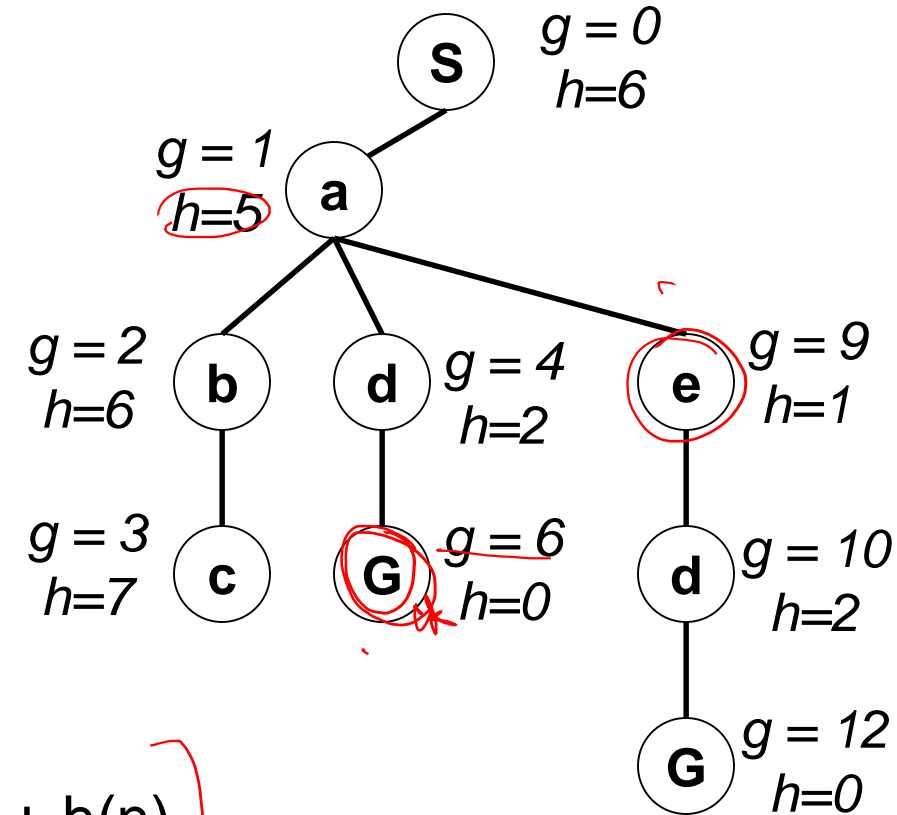 S
g = 0
h=6
g = 1
h=5
a
g = 2
h=6
b
d
g = 4
h=2
e
g = 9
h=1
g = 3
h=7
c
G
g = 6
h=0
d
g = 10
h=2
G
g = 12
h=0